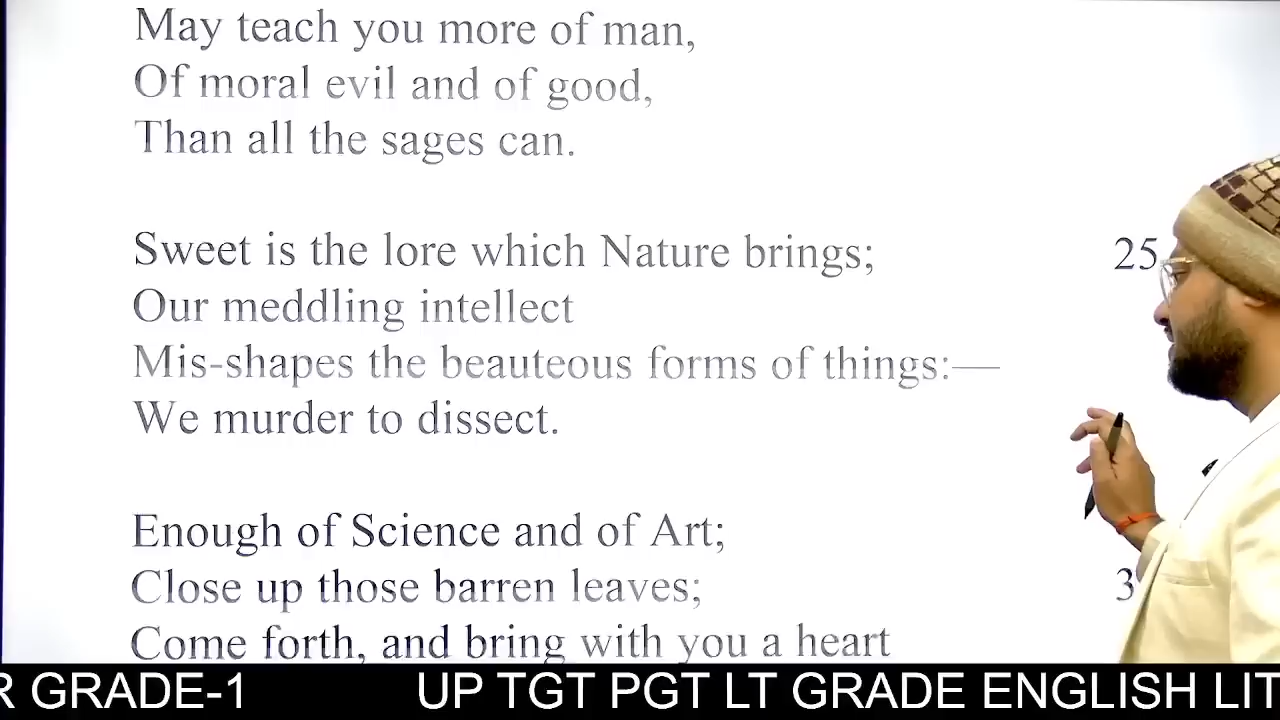 May teach you more of man,
Of moral evil and of good,
Than all the sages can.
Sweet is the lore which Nature brings; 25
Our meddling intellect
Mis-shapes the beauteous forms of things:—
We murder to dissect.
Enough of Science and of Art;
Close up those barren leaves; 3
Come forth, and bring with you a heart
R GRADE-1 UP TGT PGT LT GRADE ENGLISH LIT